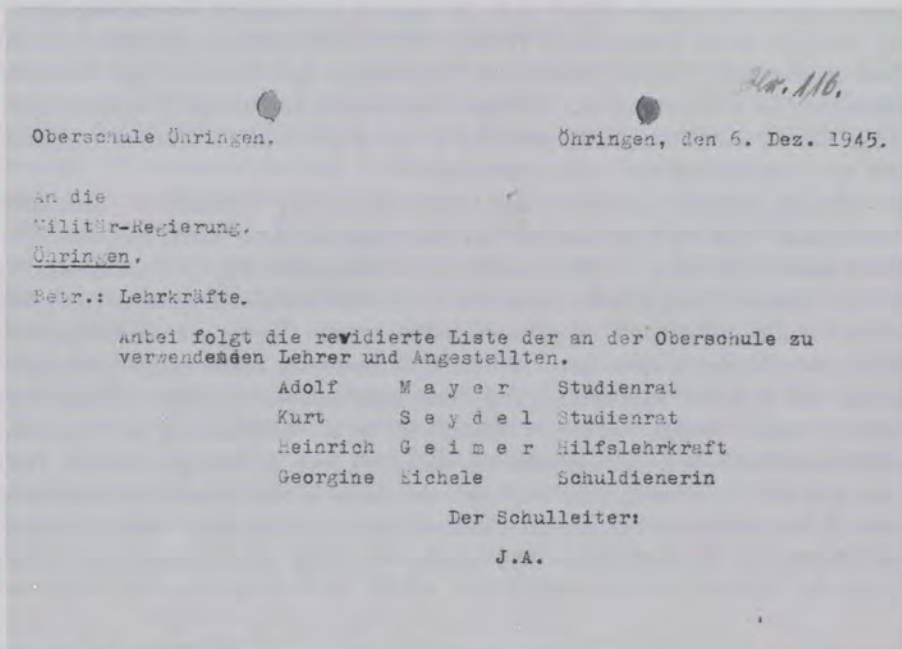 Nr. 116.
Oberschule Öhringen. Öhringen, den 6. Dez. 1945.
An die
Militär-Regierung.
Öhringen.
Betr.: Lehrkräfte.
Anbei folgt die revidierte Liste der an der Oberschule zu
verwendenden Lehrer und Angestellten.
Adolf M a y e r Studienrat
Kurt S e y d e l Studienrat
Heinrich G e i m e r Hilfslehrkraft
Georgine Eichele Schuldienerin
Der Schulleiter:
J.A.